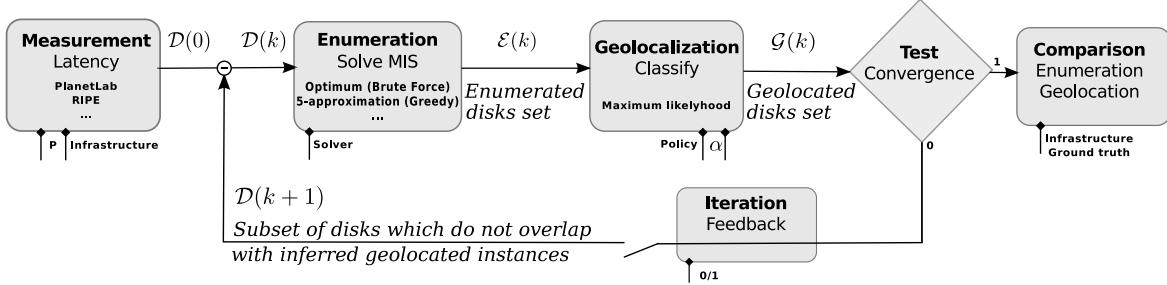 Measurement
Latency
PlanetLab
RIPE
...
P
Infrastructure
D(0)
D(k)
Enumeration
Solve MIS
Optimum (Brute Force)
5-approximation (Greedy)
...
Solver
E(k)
Enumerated
disks set
Geolocalization
Classify
Maximum likelyhood
Policy
α
G(k)
Geolocated
disks set
Test
Convergence
1
0
Comparison
Enumeration
Geolocation
Infrastructure
Ground truth
D(k + 1)
Subset of disks which do not overlap
with inferred geolocated instances
Iteration
Feedback
0/1